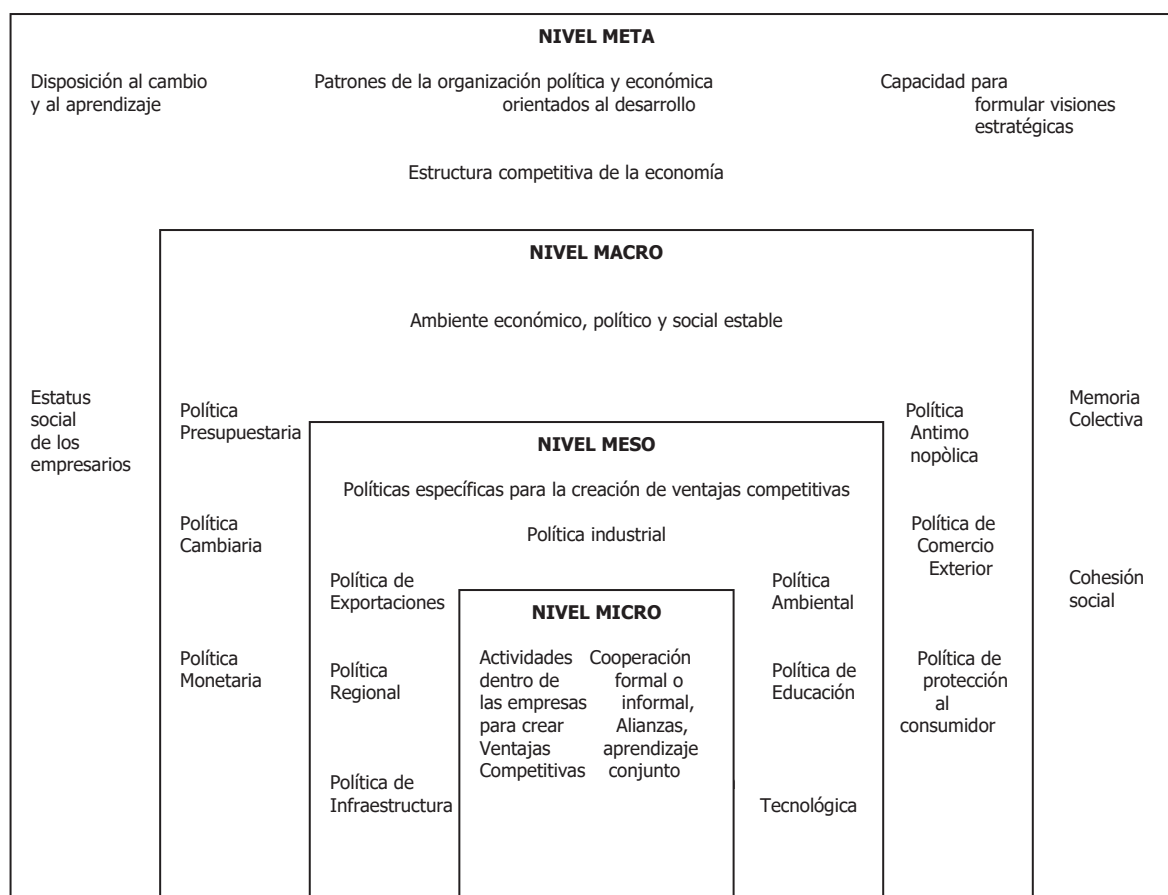 NIVEL META
Disposición al cambio
y al aprendizaje
Patrones de la organización política y económica
orientados al desarrollo
Capacidad para
formular visiones
estratégicas
Estructura competitiva de la economía
NIVEL MACRO
Ambiente económico, político y social estable
Estatus
social
de los
empresarios
Política
Presupuestaria
Política
Cambiaria
Política
Monetaria
NIVEL MESO
Políticas específicas para la creación de ventajas competitivas
Política industrial
Política de
Exportaciones
Política
Regional
Política de
Infraestructura
NIVEL MICRO
Actividades
dentro de
las empresas
para crear
Ventajas
Competitivas
Cooperación
formal o
informal,
Alianzas,
aprendizaje
conjunto
Política
Ambiental
Política de
Educación
Tecnológica
Política
Antimo
nopòlica
Política de
Comercio
Exterior
Política de
protección
al
consumidor
Memoria
Colectiva
Cohesión
social